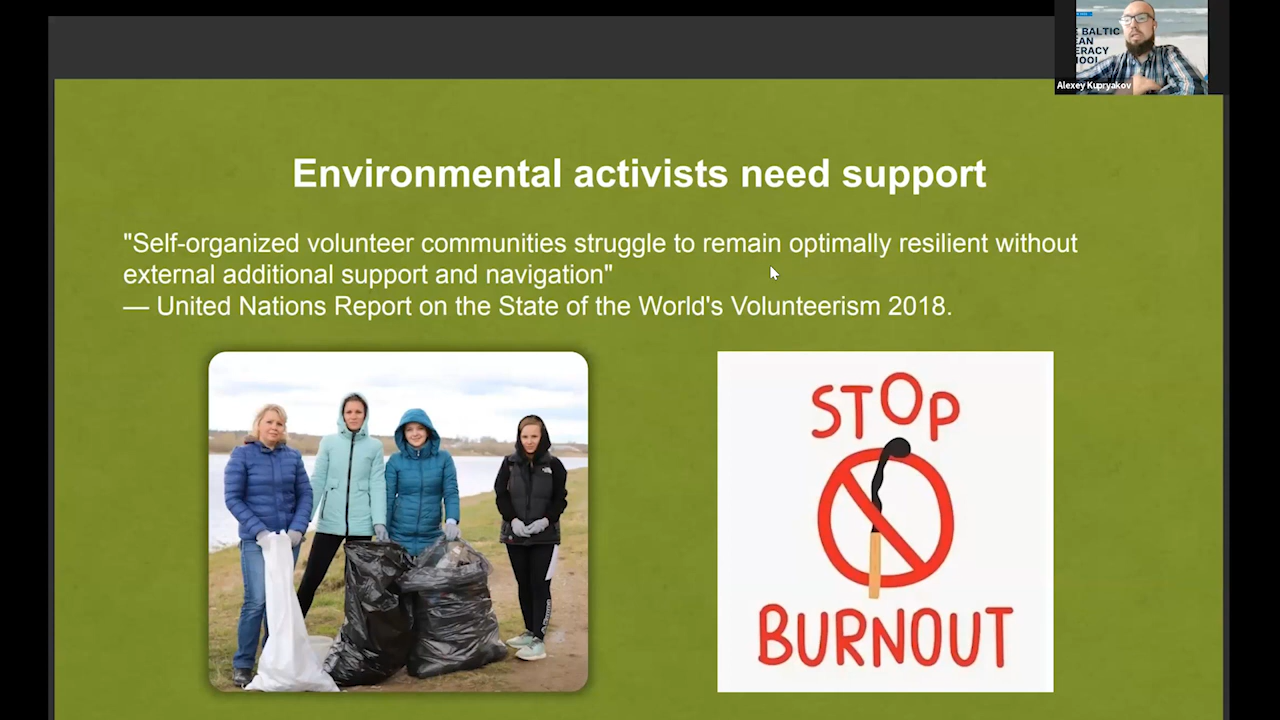 BALTIC
Alexey Kupryakov
Environmental activists need support
"Self-organized volunteer communities struggle to remain optimally resilient without
external additional support and navigation"
— United Nations Report on the State of the World's Volunteerism 2018.
STOP
BURNOUT